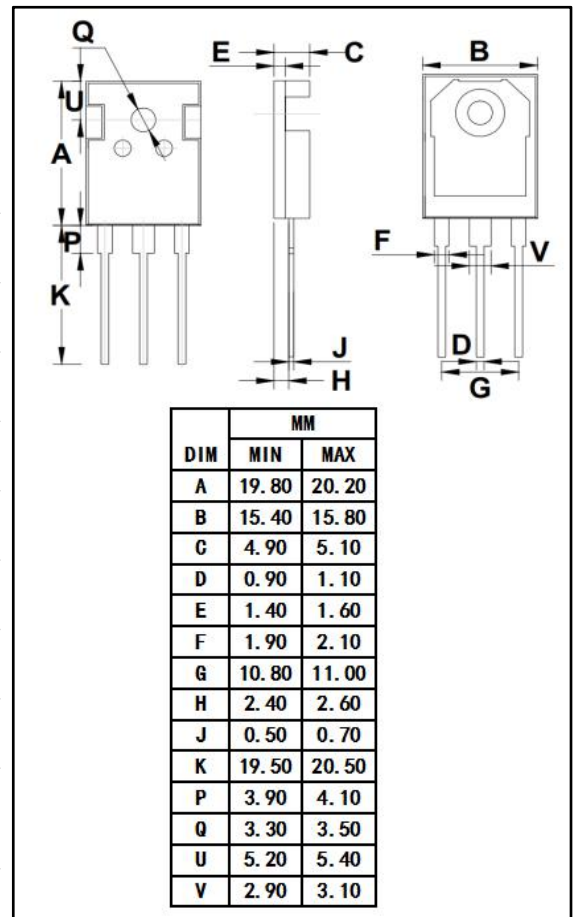 Q
E
C
B
U
A
P
K
F
V
D
J
H
G
MM
DIM MIN MAX
A 19.80 20.20
B 15.40 15.80
C 4.90 5.10
D 0.90 1.10
E 1.40 1.60
F 1.90 2.10
G 10.80 11.00
H 2.40 2.60
J 0.50 0.70
K 19.50 20.50
P 3.90 4.10
Q 3.30 3.50
U 5.20 5.40
V 2.90 3.10